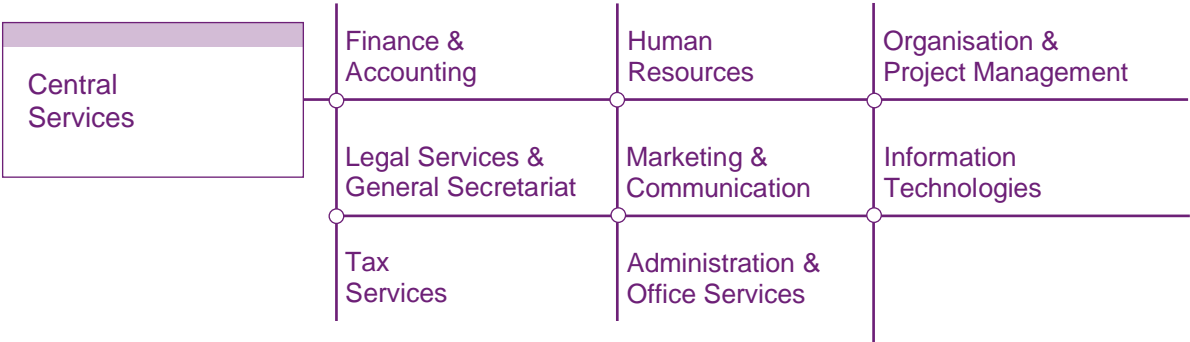 Central
Services
Finance &
Accounting
Human
Resources
Organisation &
Project Management
Legal Services &
General Secretariat
Marketing &
Communication
Information
Technologies
Tax
Services
Administration &
Office Services